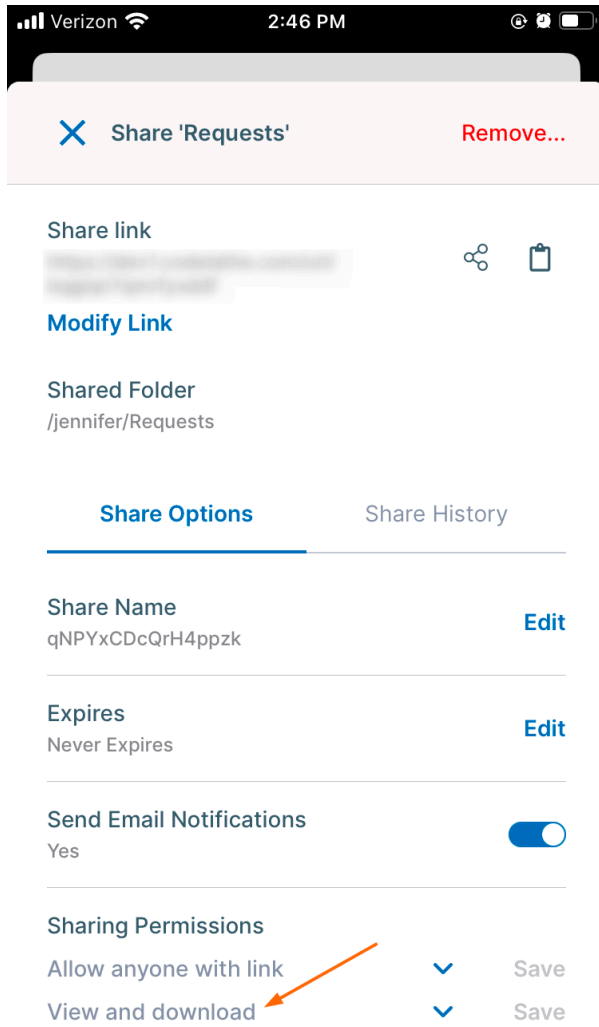 Verizon 2:46 PM
Share 'Requests' Remove...
Share link
Modify Link
Shared Folder
/jennifer/Requests
Share Options Share History
Share Name
qNPYxCDcQrH4ppzk
Edit
Expires
Never Expires
Edit
Send Email Notifications
Yes
Sharing Permissions
Allow anyone with link Save
View and download Save